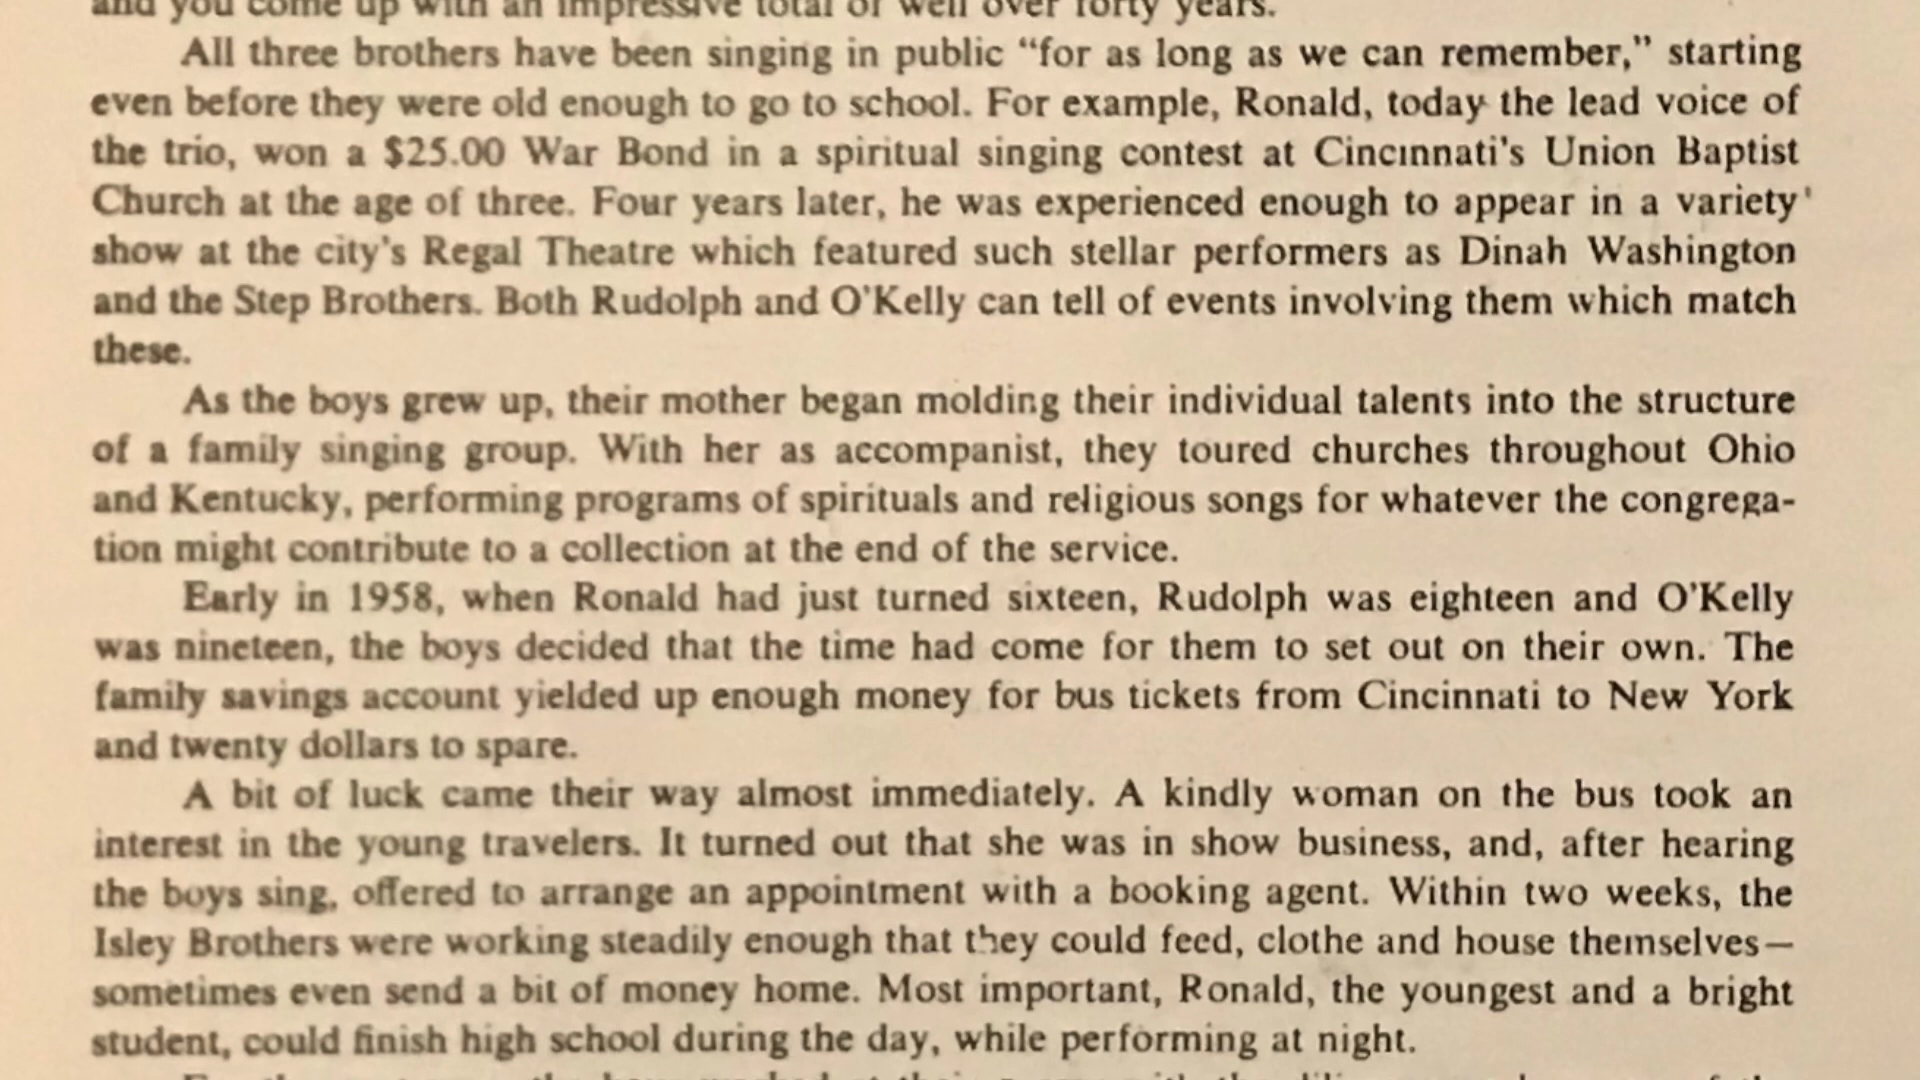 and you come up with an impressive total of well over forty years.
All three brothers have been singing in public “for as long as we can remember,” starting
even before they were old enough to go to school. For example, Ronald, today the lead voice of
the trio, won a $25.00 War Bond in a spiritual singing contest at Cincinnati's Union Baptist
Church at the age of three. Four years later, he was experienced enough to appear in a variety
show at the city's Regal Theatre which featured such stellar performers as Dinah Washington
and the Step Brothers. Both Rudolph and O'Kelly can tell of events involving them which match
these.
As the boys grew up, their mother began molding their individual talents into the structure
of a family singing group. With her as accompanist, they toured churches throughout Ohio
and Kentucky, performing programs of spirituals and religious songs for whatever the congrega-
tion might contribute to a collection at the end of the service.
Early in 1958, when Ronald had just turned sixteen, Rudolph was eighteen and O'Kelly
was nineteen, the boys decided that the time had come for them to set out on their own. The
family savings account yielded up enough money for bus tickets from Cincinnati to New York
and twenty dollars to spare.
A bit of luck came their way almost immediately. A kindly woman on the bus took an
interest in the young travelers. It turned out that she was in show business, and, after hearing
the boys sing, offered to arrange an appointment with a booking agent. Within two weeks, the
Isley Brothers were working steadily enough that they could feed, clothe and house themselves—
sometimes even send a bit of money home. Most important, Ronald, the youngest and a bright
student, could finish high school during the day, while performing at night.